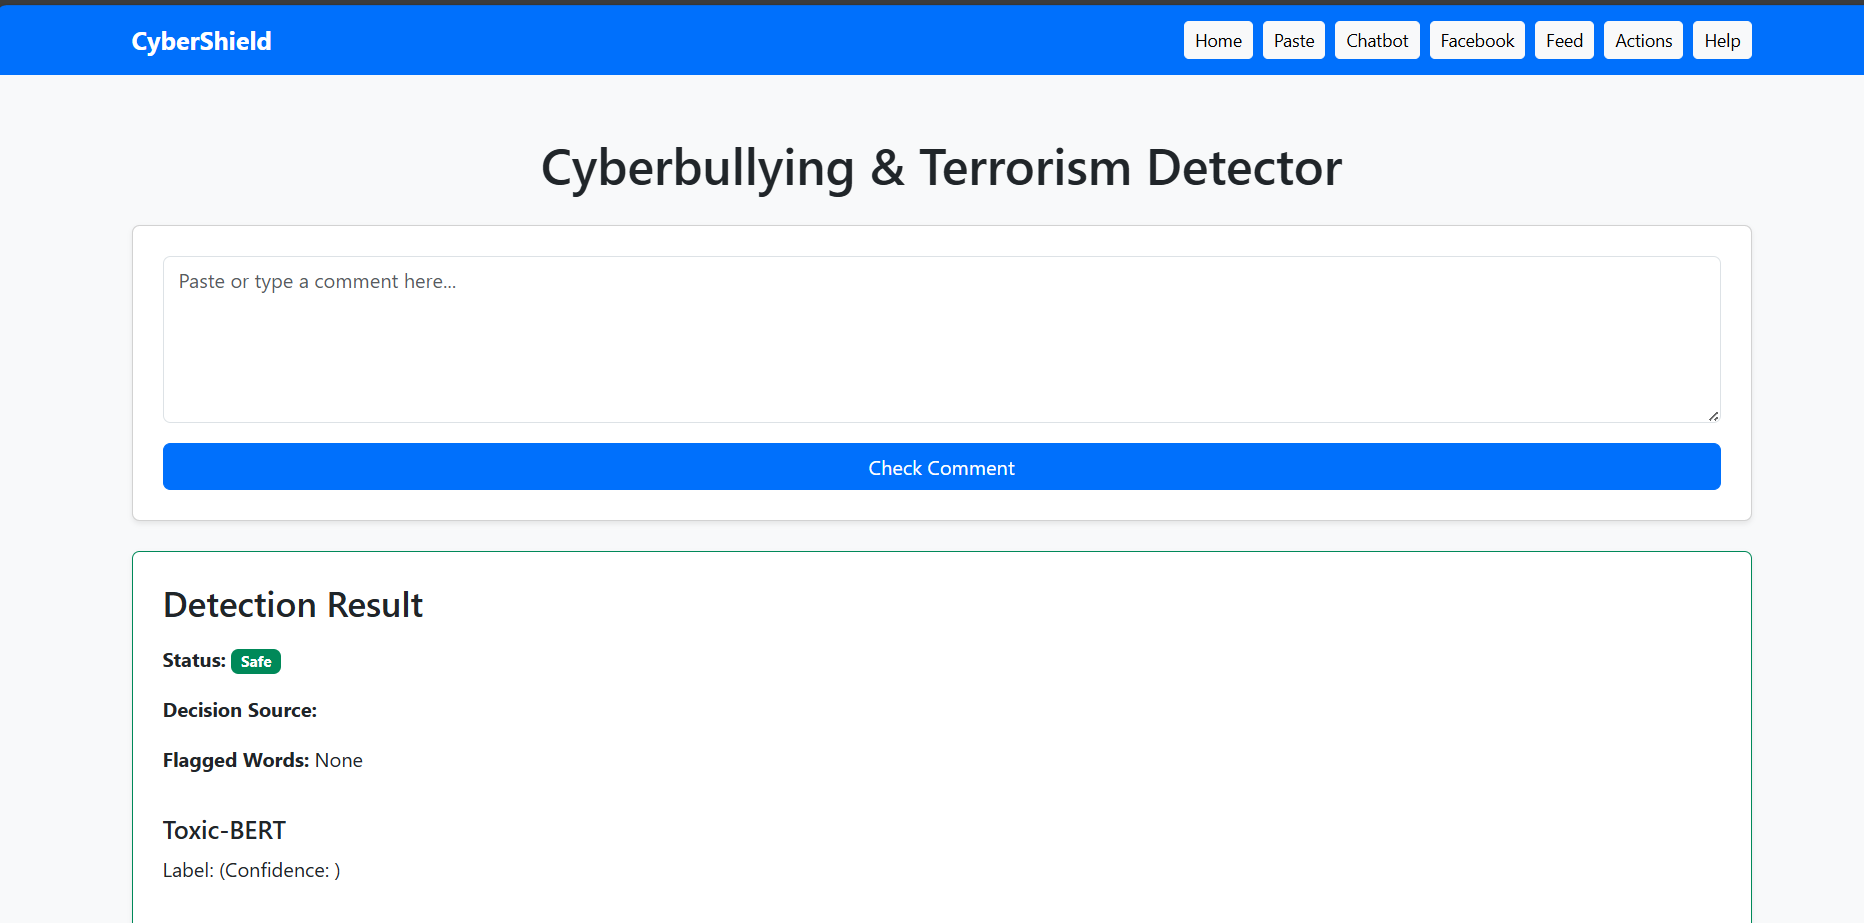 CyberShield
Home Paste Chatbot Facebook Feed Actions Help
Cyberbullying & Terrorism Detector
Paste or type a comment here...
Check Comment
Detection Result
Status: Safe
Decision Source:
Flagged Words: None
Toxic-BERT
Label: (Confidence: )